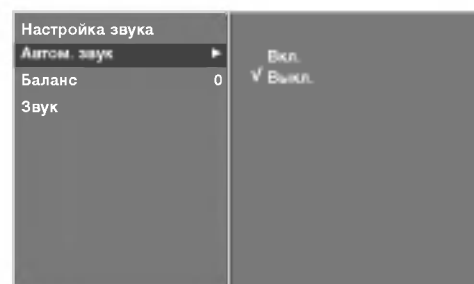 Настройка звука
Автом. звук ►
Баланс 0
Звук
Вкл.
√ Выкл.